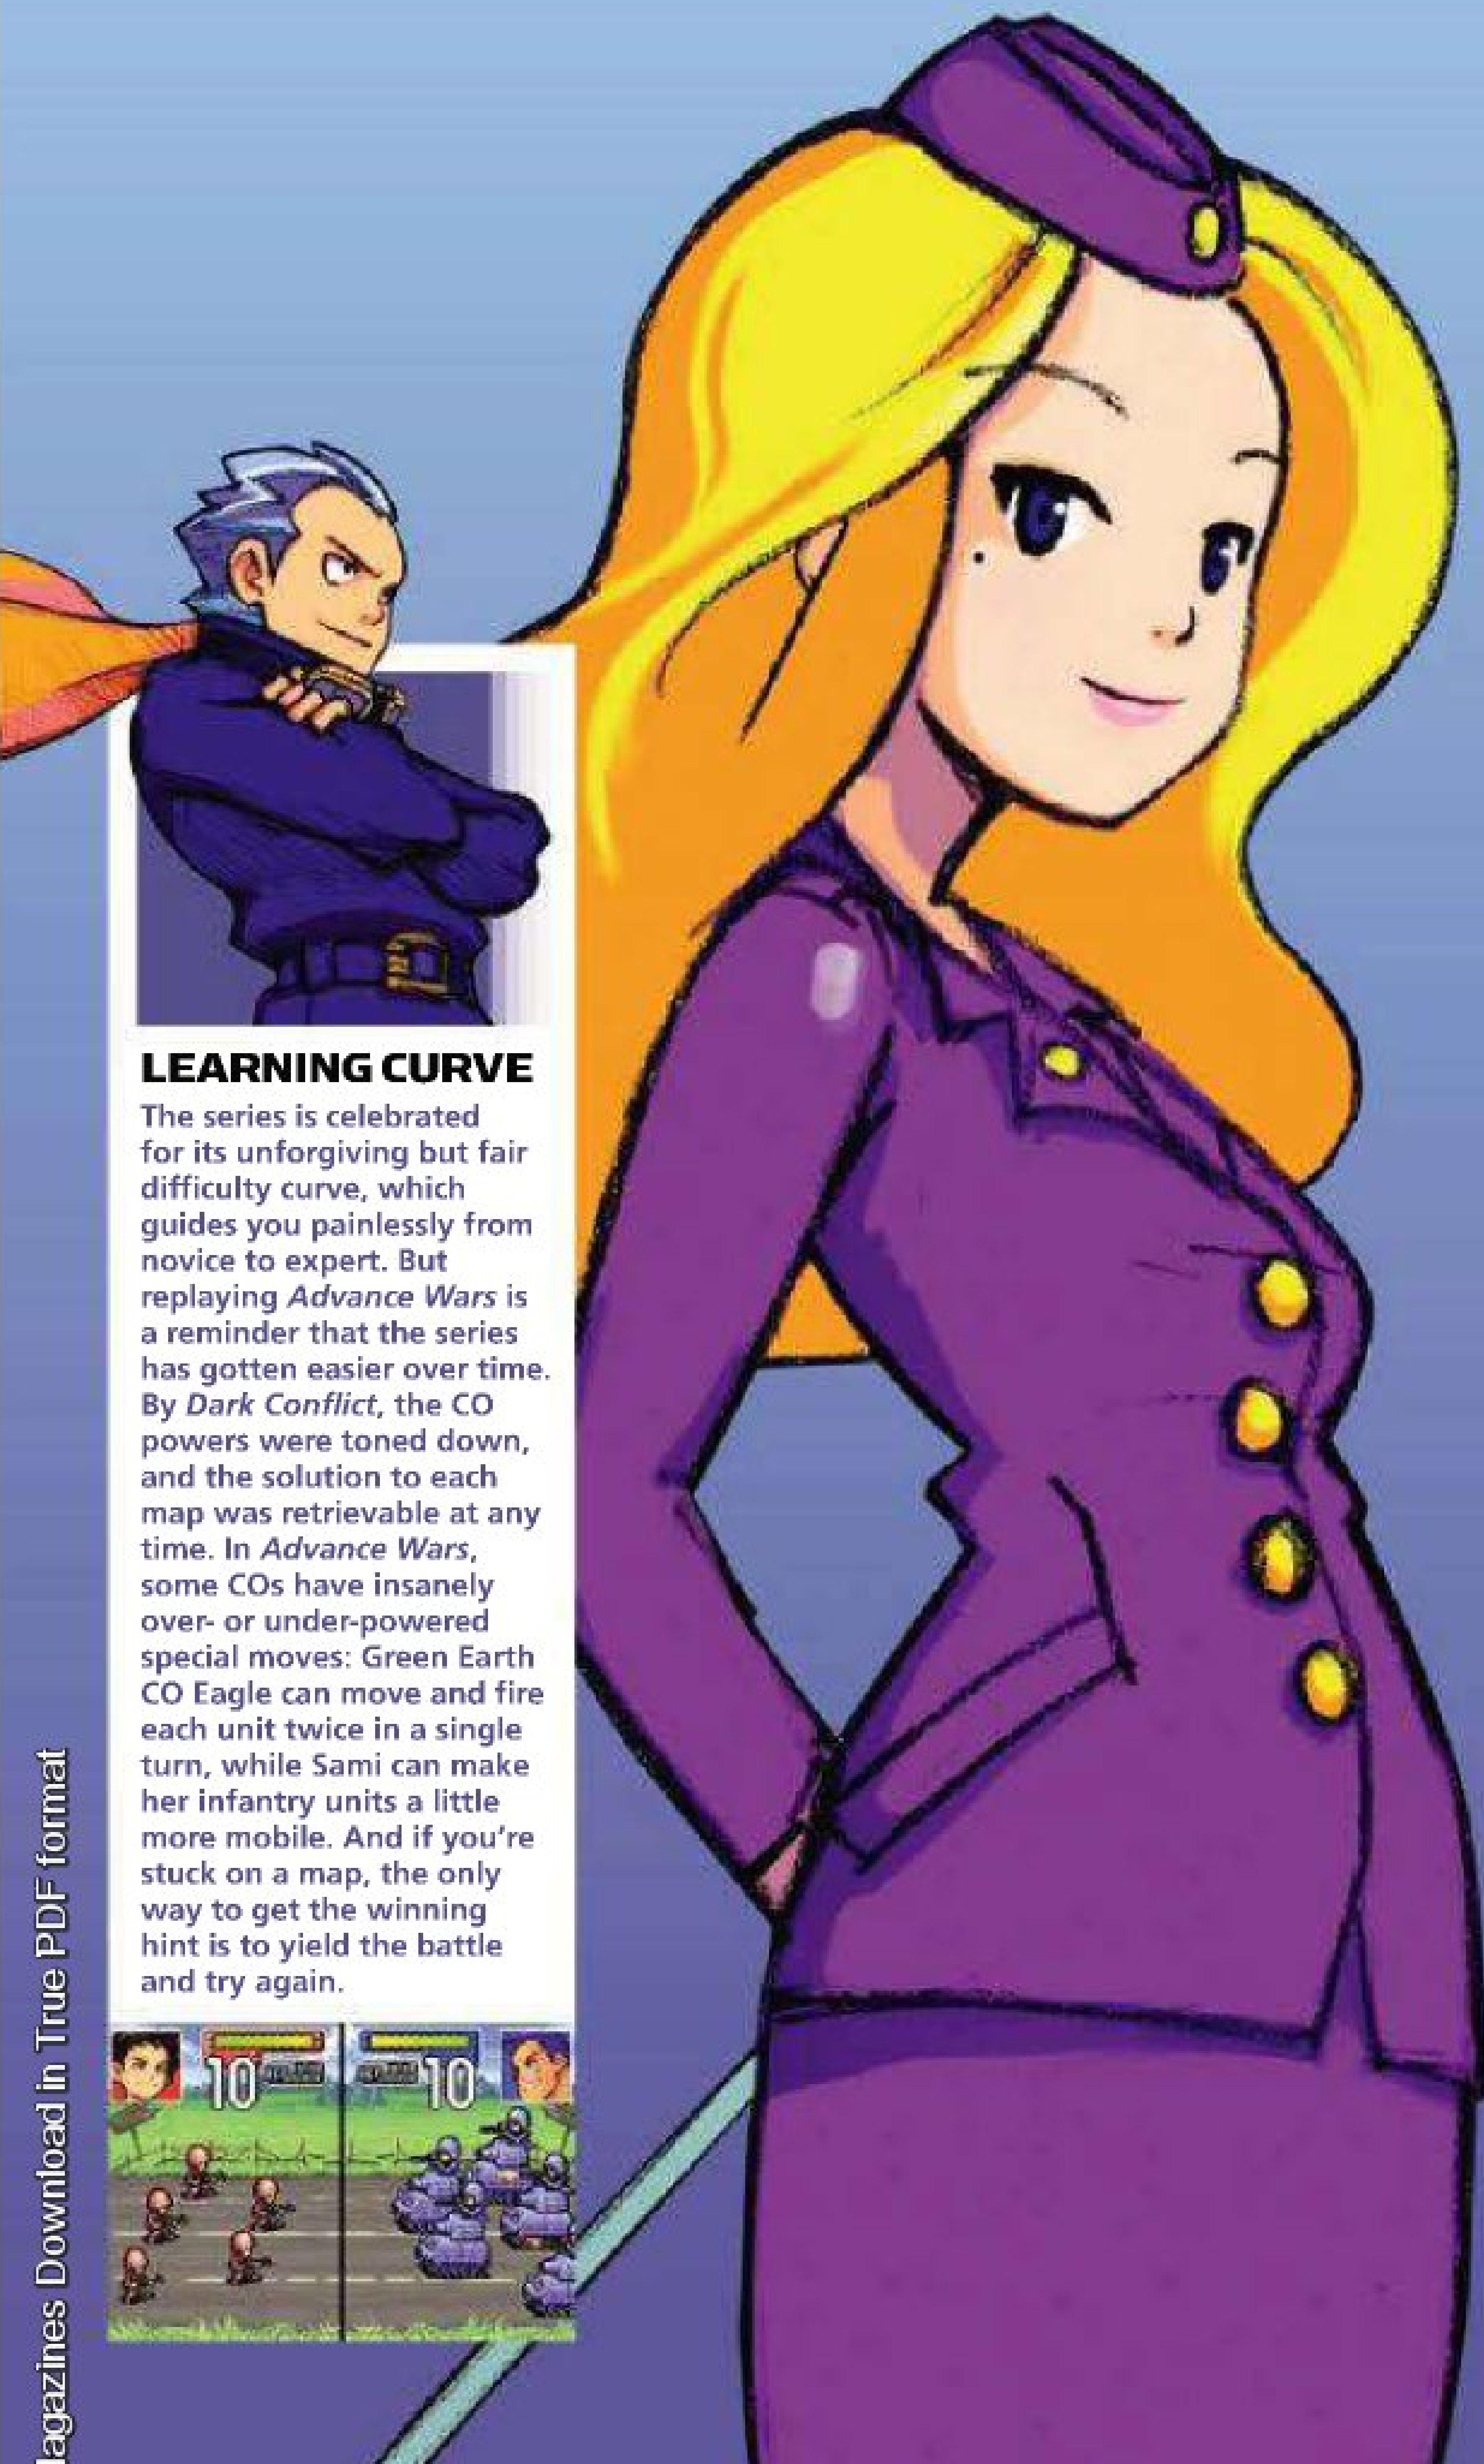 LEARNING CURVE
The series is celebrated
for its unforgiving but fair
difficulty curve, which
guides you painlessly from
novice to expert. But
replaying Advance Wars is
a reminder that the series
has gotten easier over time.
By Dark Conflict, the CO
powers were toned down,
and the solution to each
map was retrievable at any
time. In Advance Wars,
some COs have insanely
over- or under-powered
special moves: Green Earth
CO Eagle can move and fire
each unit twice in a single
turn, while Sami can make
her infantry units a little
more mobile. And if you're
stuck on a map, the only
way to get the winning
hint is to yield the battle
and try again.
10
10
Download in True PDF format